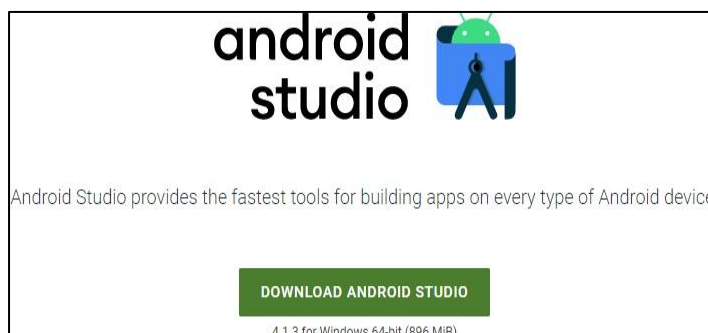 android
studio
Android Studio provides the fastest tools for building apps on every type of Android device
DOWNLOAD ANDROID STUDIO
4.1.3 for Windows 64-bit (896 MiB)